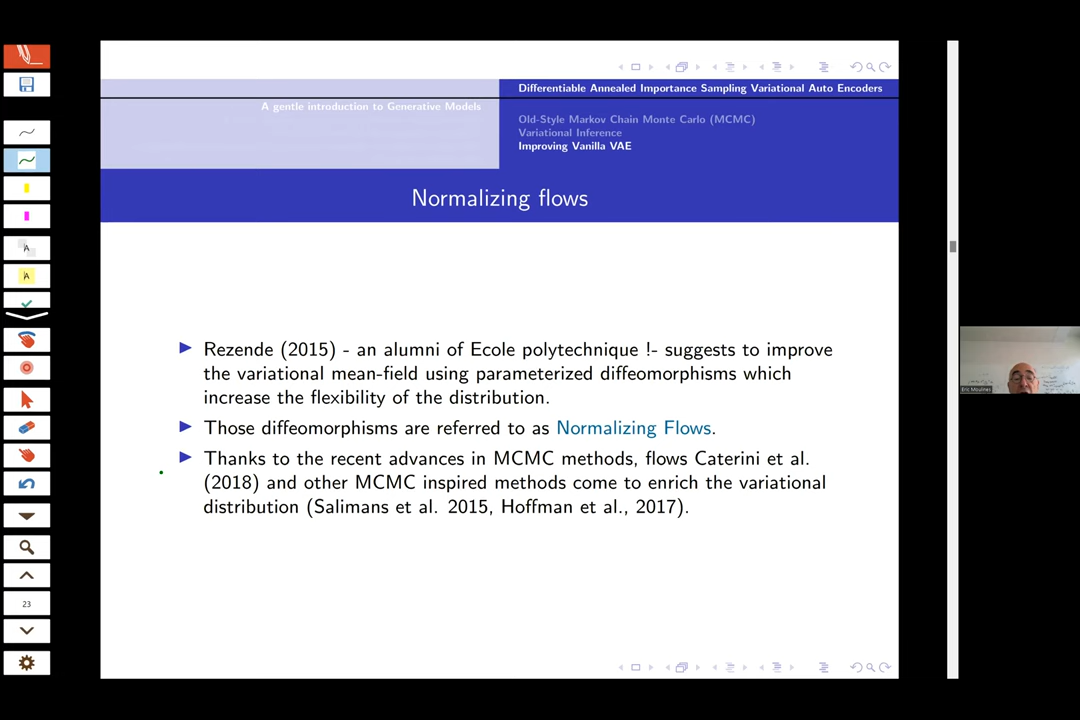 Differentiable Annealed Importance Sampling Variational Auto Encoders
A gentle introduction to Generative Models
Old-Style Markov Chain Monte Carlo (MCMC)
Variational Inference
Improving Vanilla VAE
Normalizing flows
Rezende (2015) - an alumni of Ecole polytechnique !- suggests to improve
the variational mean-field using parameterized diffeomorphisms which
increase the flexibility of the distribution.
Those diffeomorphisms are referred to as Normalizing Flows.
Thanks to the recent advances in MCMC methods, flows Caterini et al.
(2018) and other MCMC inspired methods come to enrich the variational
distribution (Salimans et al. 2015, Hoffman et al., 2017).
A
A
23
Eric Moulines